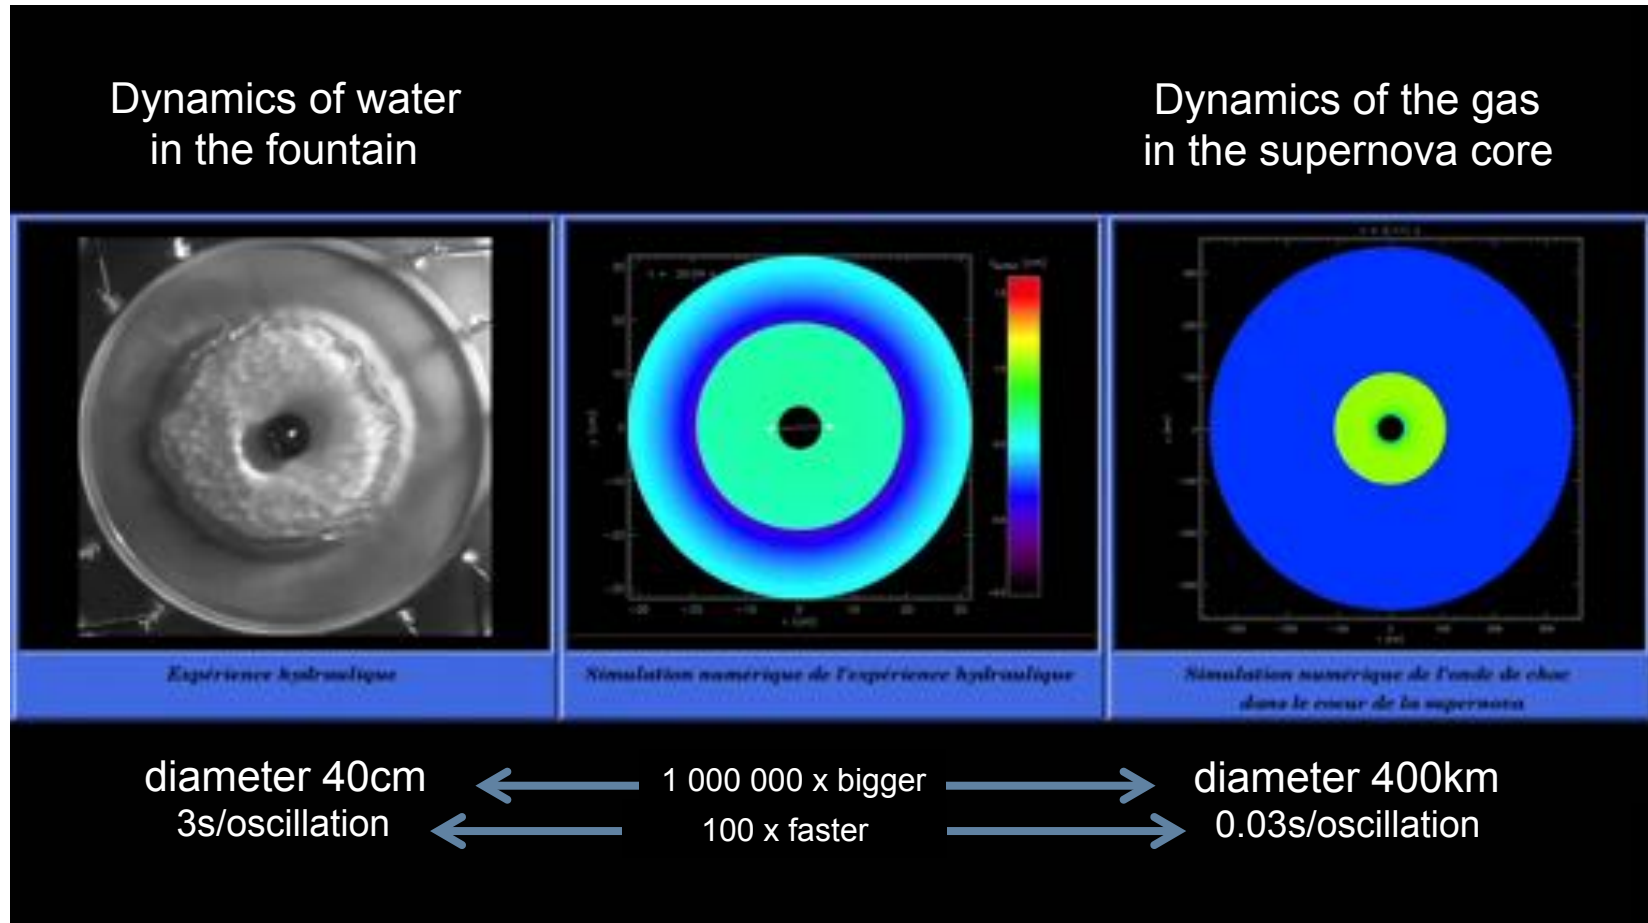 Dynamics of water
in the fountain
Dynamics of the gas
in the supernova core
Expérience hydraulique
Simulation numérique de l'expérience hydraulique
Simulation numérique de l'onde de choc
dans le coeur de la supernova
diameter 40cm
1 000 000 x bigger
diameter 400km
3s/oscillation
100 x faster
0.03s/oscillation